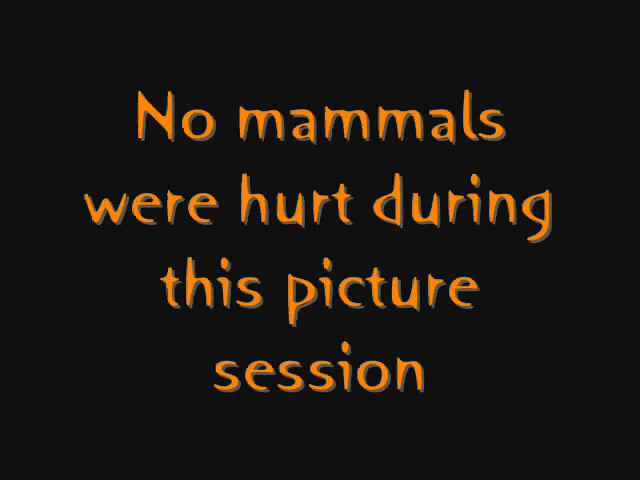 No mammals
were hurt during
this picture
session